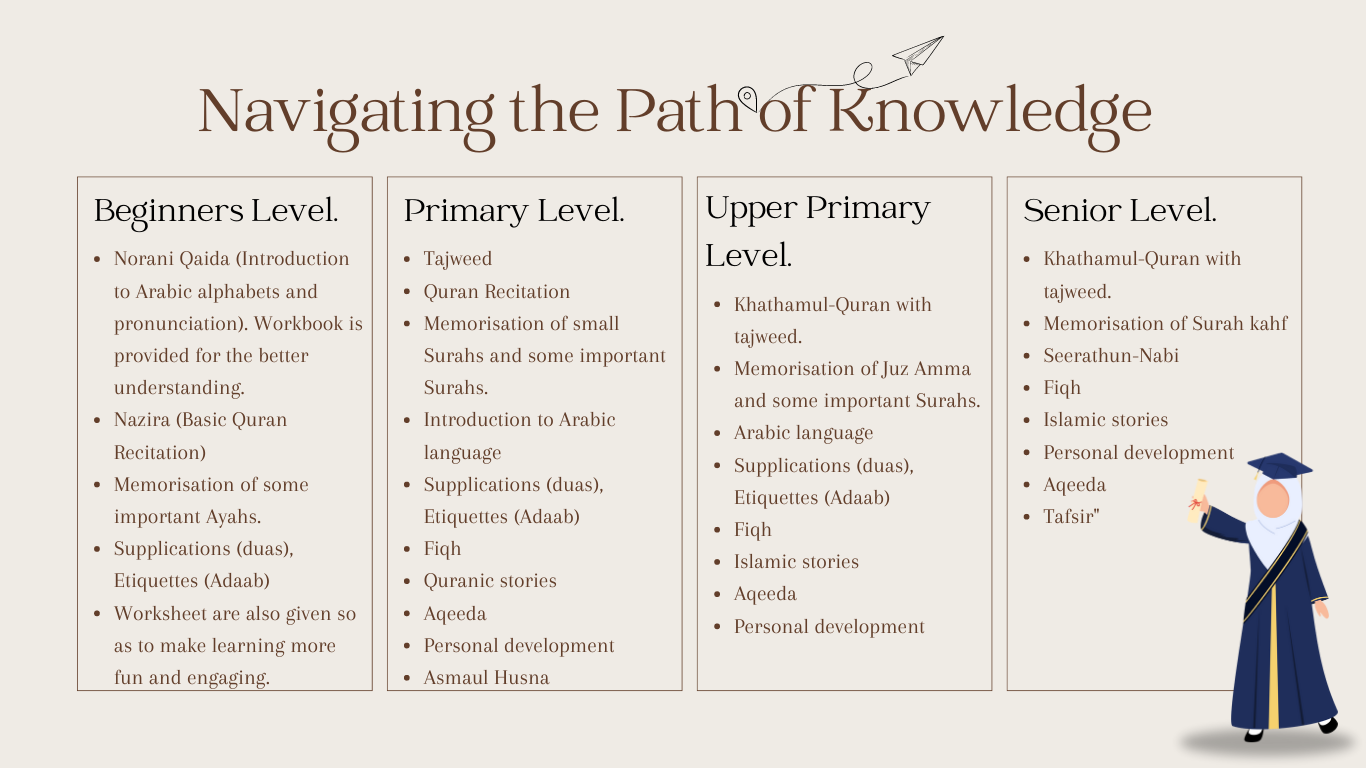 Navigating the Path of Knowledge
Beginners Level.
• Norani Qaida (Introduction
to Arabic alphabets and
pronunciation). Workbook is
provided for the better
understanding.
• Nazira (Basic Quran
Recitation)
• Memorisation of some
important Ayahs.
• Supplications (duas),
Etiquettes (Adaab)
• Worksheet are also given so
as to make learning more
fun and engaging.
Primary Level.
• Tajweed
• Quran Recitation
• Memorisation of small
Surahs and some important
Surahs.
• Introduction to Arabic
language
• Supplications (duas),
Etiquettes (Adaab)
• Fiqh
• Quranic stories
• Aqeeda
• Personal development
• Asmaul Husna
Upper Primary
Level.
• Khathamul-Quran with
tajweed.
• Memorisation of Juz Amma
and some important Surahs.
• Arabic language
• Supplications (duas),
Etiquettes (Adaab)
• Fiqh
• Islamic stories
• Aqeeda
• Personal development
Senior Level.
• Khathamul-Quran with
tajweed.
• Memorisation of Surah kahf
• Seerathun-Nabi
• Fiqh
• Islamic stories
• Personal development
• Aqeeda
• Tafsir"